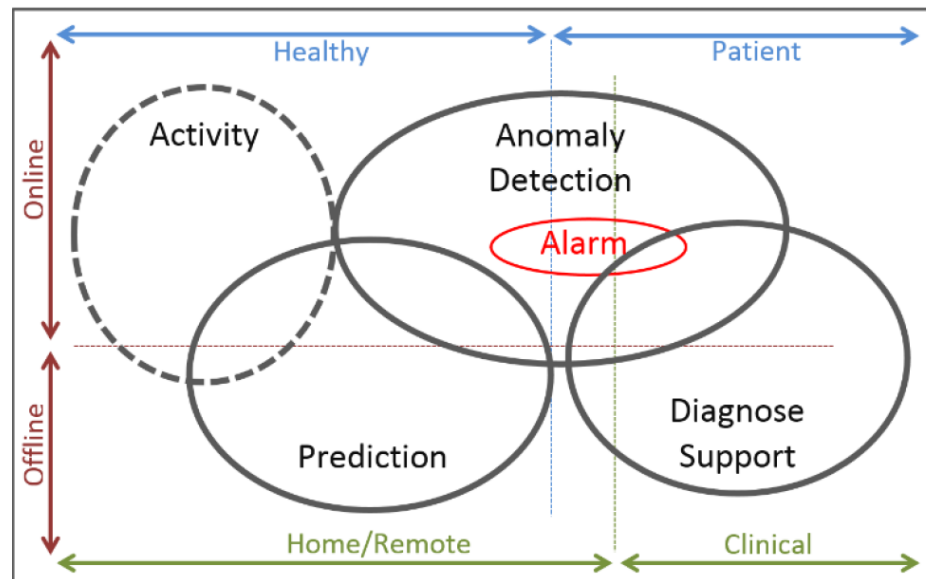 Healthy
Patient
Online
Activity
Anomaly
Detection
Alarm
Offline
Prediction
Diagnose
Support
Home/Remote
Clinical